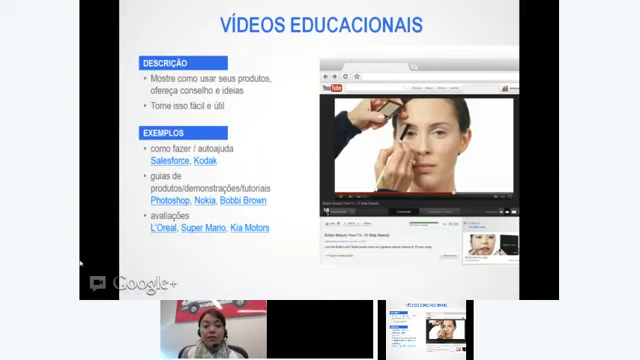 VÍDEOS EDUCACIONAIS
DESCRIÇÃO
• Mostre como usar seus produtos,
ofereça conselho e ideias
• Torne isso fácil e útil
EXEMPLOS
• como fazer / autoajuda
Salesforce, Kodak
• guias de
produtos/demonstrações/tutoriais
Photoshop, Nokia, Bobbi Brown
• avaliações
L'Oreal, Super Mario, Kia Motors
YouTube
Google+
VÍDEOS EDUCACIONAIS